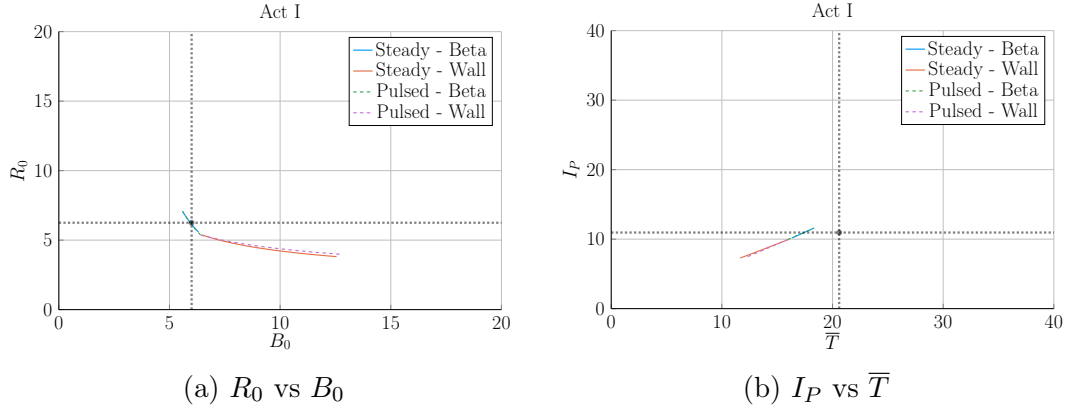 Act I
20
15
10
5
0
R₀
0
5
10
15
20
B₀
Steady - Beta
Steady - Wall
Pulsed - Beta
Pulsed - Wall
(a) R₀ vs B₀
Act I
40
30
20
10
0
I_P
0
10
20
30
40
T̅
Steady - Beta
Steady - Wall
Pulsed - Beta
Pulsed - Wall
(b) I_P vs T̅